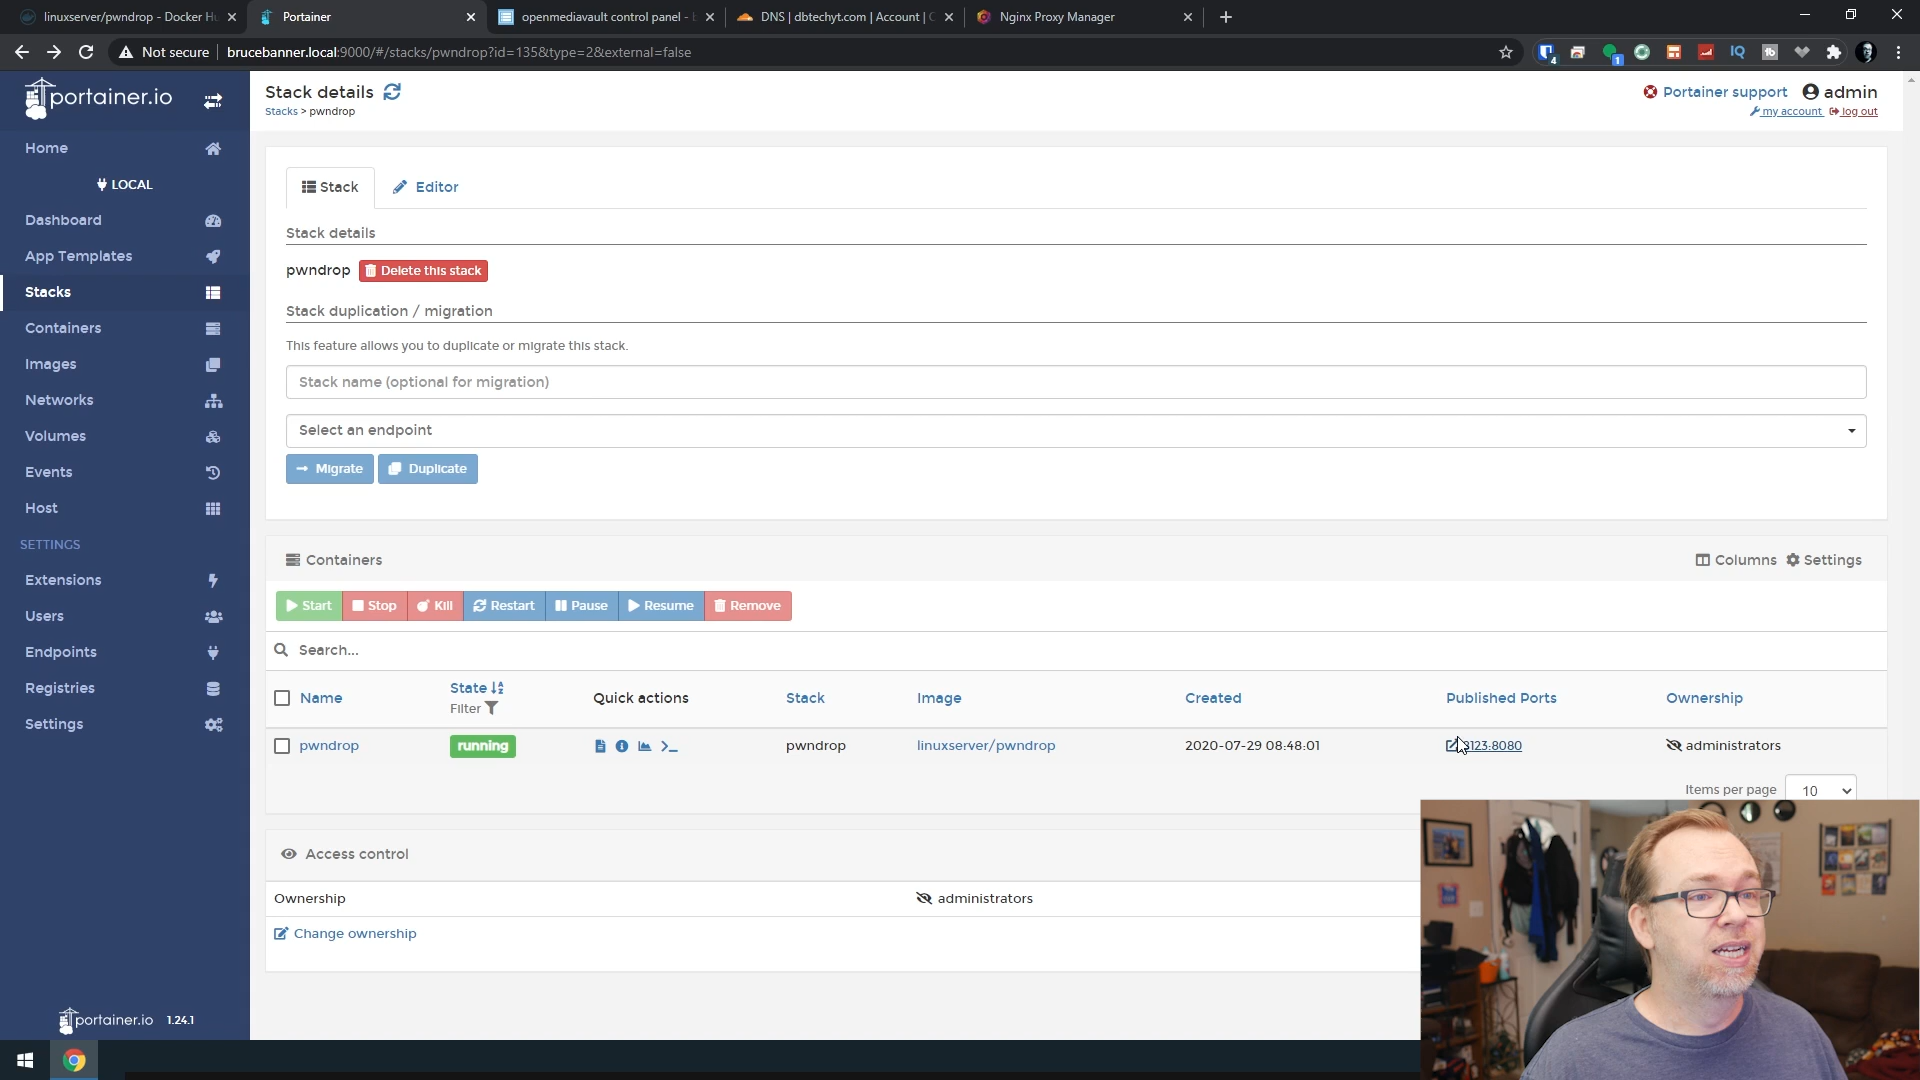 linuxserver/pwndrop - Docker Hu
Portainer
openmediavault control panel - b
DNS | dbtechyt.com | Account | C
Nginx Proxy Manager
Not secure
brucebanner.local:9000/#/stacks/pwndrop?id=135&type=2&external=false
portainer.io
Home
LOCAL
Dashboard
App Templates
Stacks
Containers
Images
Networks
Volumes
Events
Host
SETTINGS
Extensions
Users
Endpoints
Registries
Settings
portainer.io 1.24.1
Stack details
Stacks > pwndrop
Portainer support admin
my account log out
Stack Editor
Stack details
pwndrop Delete this stack
Stack duplication / migration
This feature allows you to duplicate or migrate this stack.
Stack name (optional for migration)
Select an endpoint
Migrate Duplicate
Containers
Columns Settings
Start Stop Kill Restart Pause Resume Remove
Search...
Name State Quick actions Stack Image Created Published Ports Ownership
Filter
pwndrop running pwndrop linuxserver/pwndrop 2020-07-29 08:48:01 8123:8080 administrators
Items per page 10
Access control
Ownership administrators
Change ownership